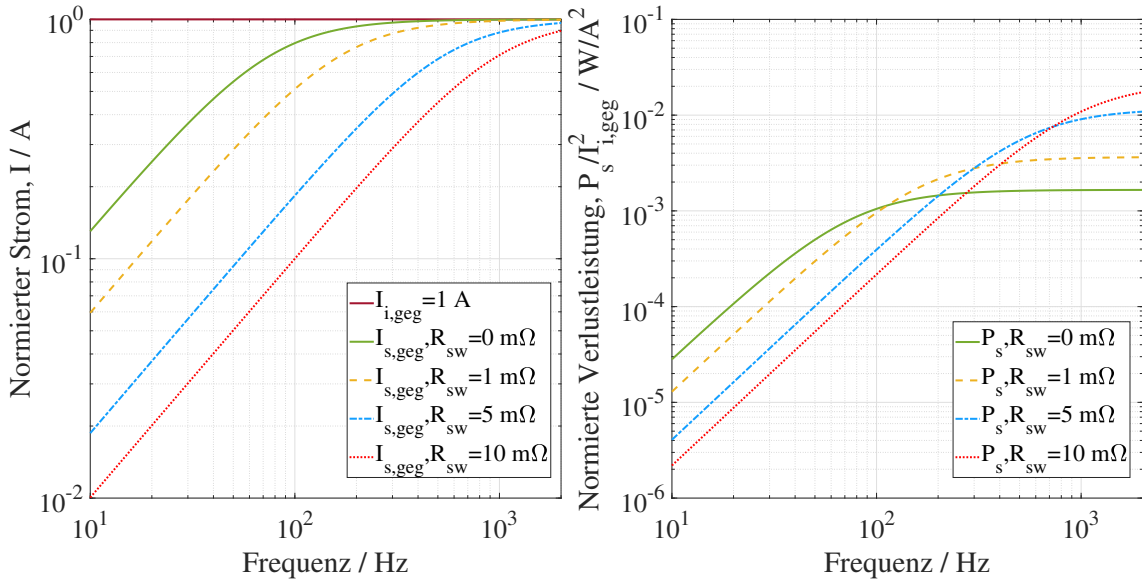 Normierter Strom, I / A
10^0
10^-1
10^-2
10^1
10^2
10^3
Frequenz / Hz
I_i,geg=1 A
I_s,geg,R_sw=0 mΩ
I_s,geg,R_sw=1 mΩ
I_s,geg,R_sw=5 mΩ
I_s,geg,R_sw=10 mΩ
Normierte Verlustleistung, P_s/I^2_i,geg / W/A^2
10^-1
10^-2
10^-3
10^-4
10^-5
10^-6
10^1
10^2
10^3
Frequenz / Hz
P_s,R_sw=0 mΩ
P_s,R_sw=1 mΩ
P_s,R_sw=5 mΩ
P_s,R_sw=10 mΩ